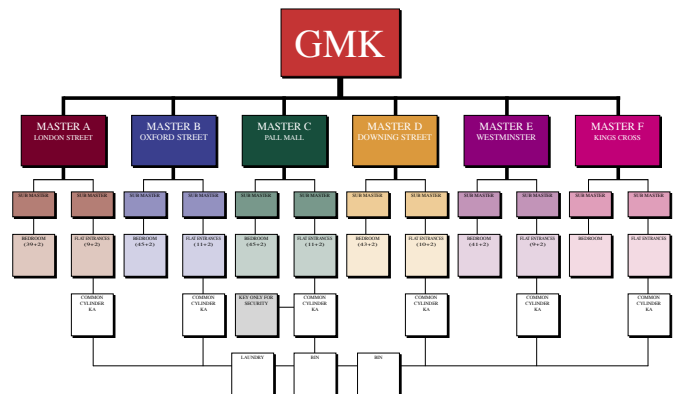 GMK
MASTER A
LONDON STREET
MASTER B
OXFORD STREET
MASTER C
PALL MALL
MASTER D
DOWNING STREET
MASTER E
WESTMINSTER
MASTER F
KINGS CROSS
SUB MASTER
SUB MASTER
SUB MASTER
SUB MASTER
SUB MASTER
SUB MASTER
SUB MASTER
SUB MASTER
SUB MASTER
SUB MASTER
SUB MASTER
SUB MASTER
BEDROOM
(39+2)
FLAT ENTRANCES
(9+2)
BEDROOM
(45+2)
FLAT ENTRANCES
(11+2)
BEDROOM
(45+2)
FLAT ENTRANCES
(11+2)
BEDROOM
(43+2)
FLAT ENTRANCES
(10+2)
BEDROOM
(41+2)
FLAT ENTRANCES
(9+2)
BEDROOM
FLAT ENTRANCES
COMMON
CYLINDER
KA
COMMON
CYLINDER
KA
KEY ONLY FOR
SECURITY
COMMON
CYLINDER
KA
COMMON
CYLINDER
KA
COMMON
CYLINDER
KA
COMMON
CYLINDER
KA
LAUNDRY
BIN
BIN